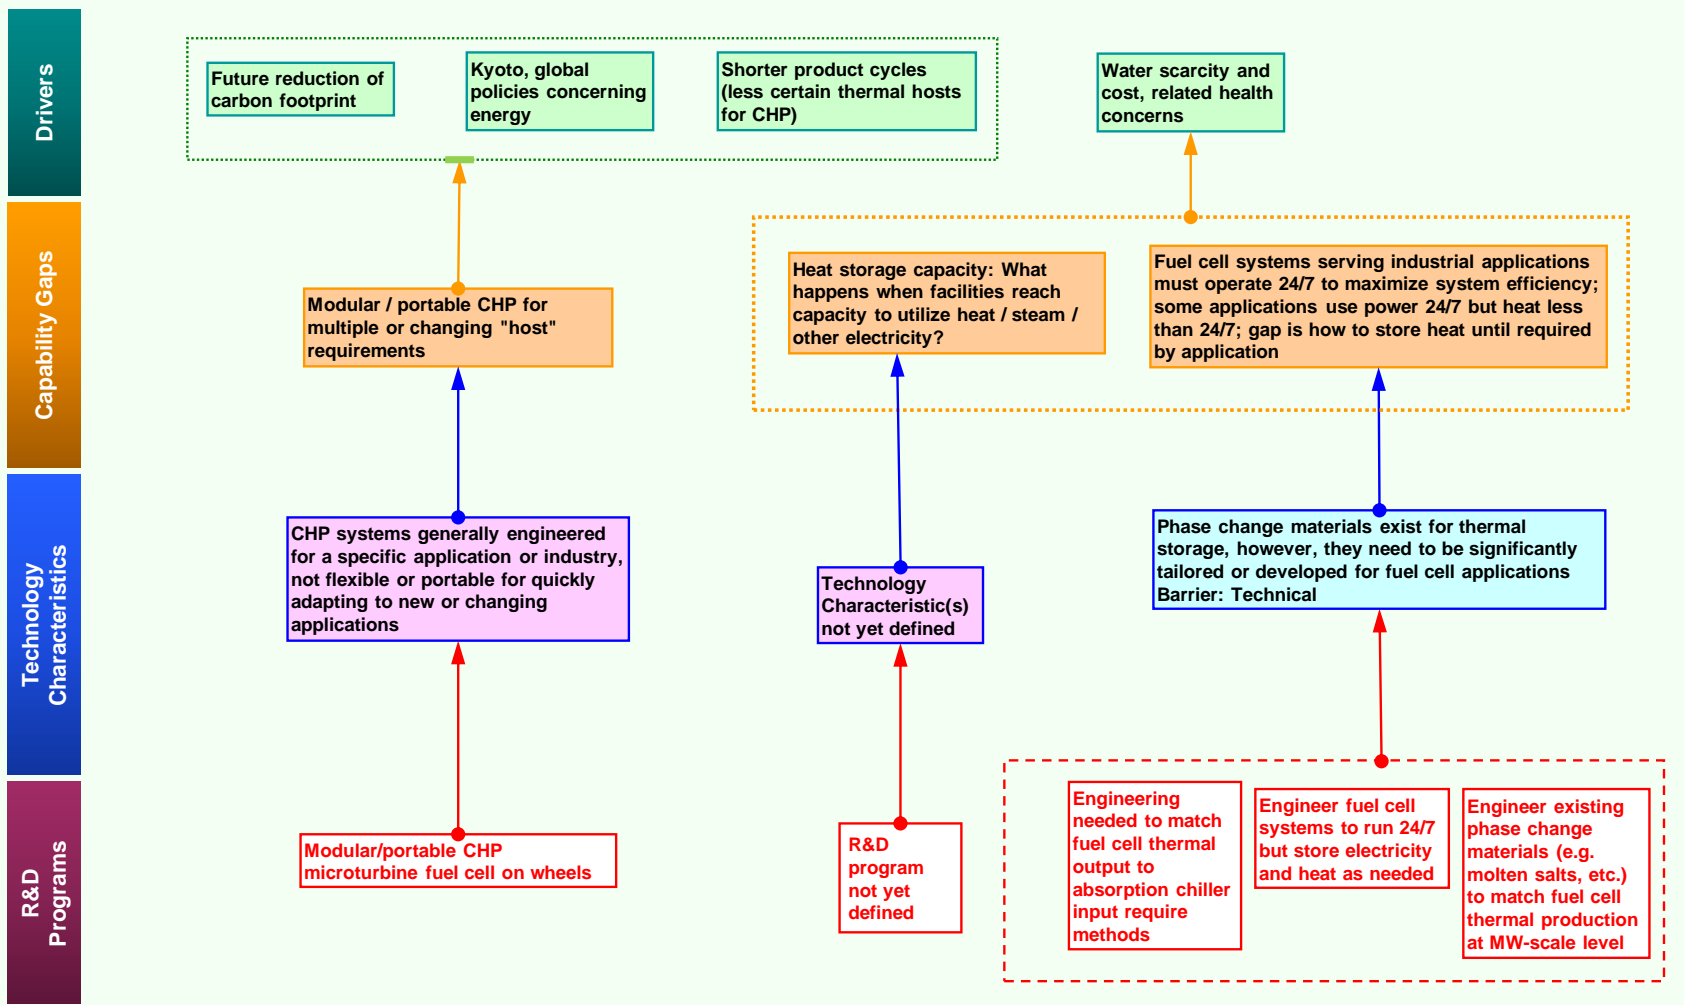 Drivers
Future reduction of
carbon footprint
Kyoto, global
policies concerning
energy
Shorter product cycles
(less certain thermal hosts
for CHP)
Water scarcity and
cost, related health
concerns
Capability Gaps
Modular / portable CHP for
multiple or changing "host"
requirements
Heat storage capacity: What
happens when facilities reach
capacity to utilize heat / steam /
other electricity?
Fuel cell systems serving industrial applications
must operate 24/7 to maximize system efficiency;
some applications use power 24/7 but heat less
than 24/7; gap is how to store heat until required
by application
Technology
Characteristics
CHP systems generally engineered
for a specific application or industry,
not flexible or portable for quickly
adapting to new or changing
applications
Technology
Characteristic(s)
not yet defined
Phase change materials exist for thermal
storage, however, they need to be significantly
tailored or developed for fuel cell applications
Barrier: Technical
R&D
Programs
Modular/portable CHP
microturbine fuel cell on wheels
R&D
program
not yet
defined
Engineering
needed to match
fuel cell thermal
output to
absorption chiller
input require
methods
Engineer fuel cell
systems to run 24/7
but store electricity
and heat as needed
Engineer existing
phase change
materials (e.g.
molten salts, etc.)
to match fuel cell
thermal production
at MW-scale level